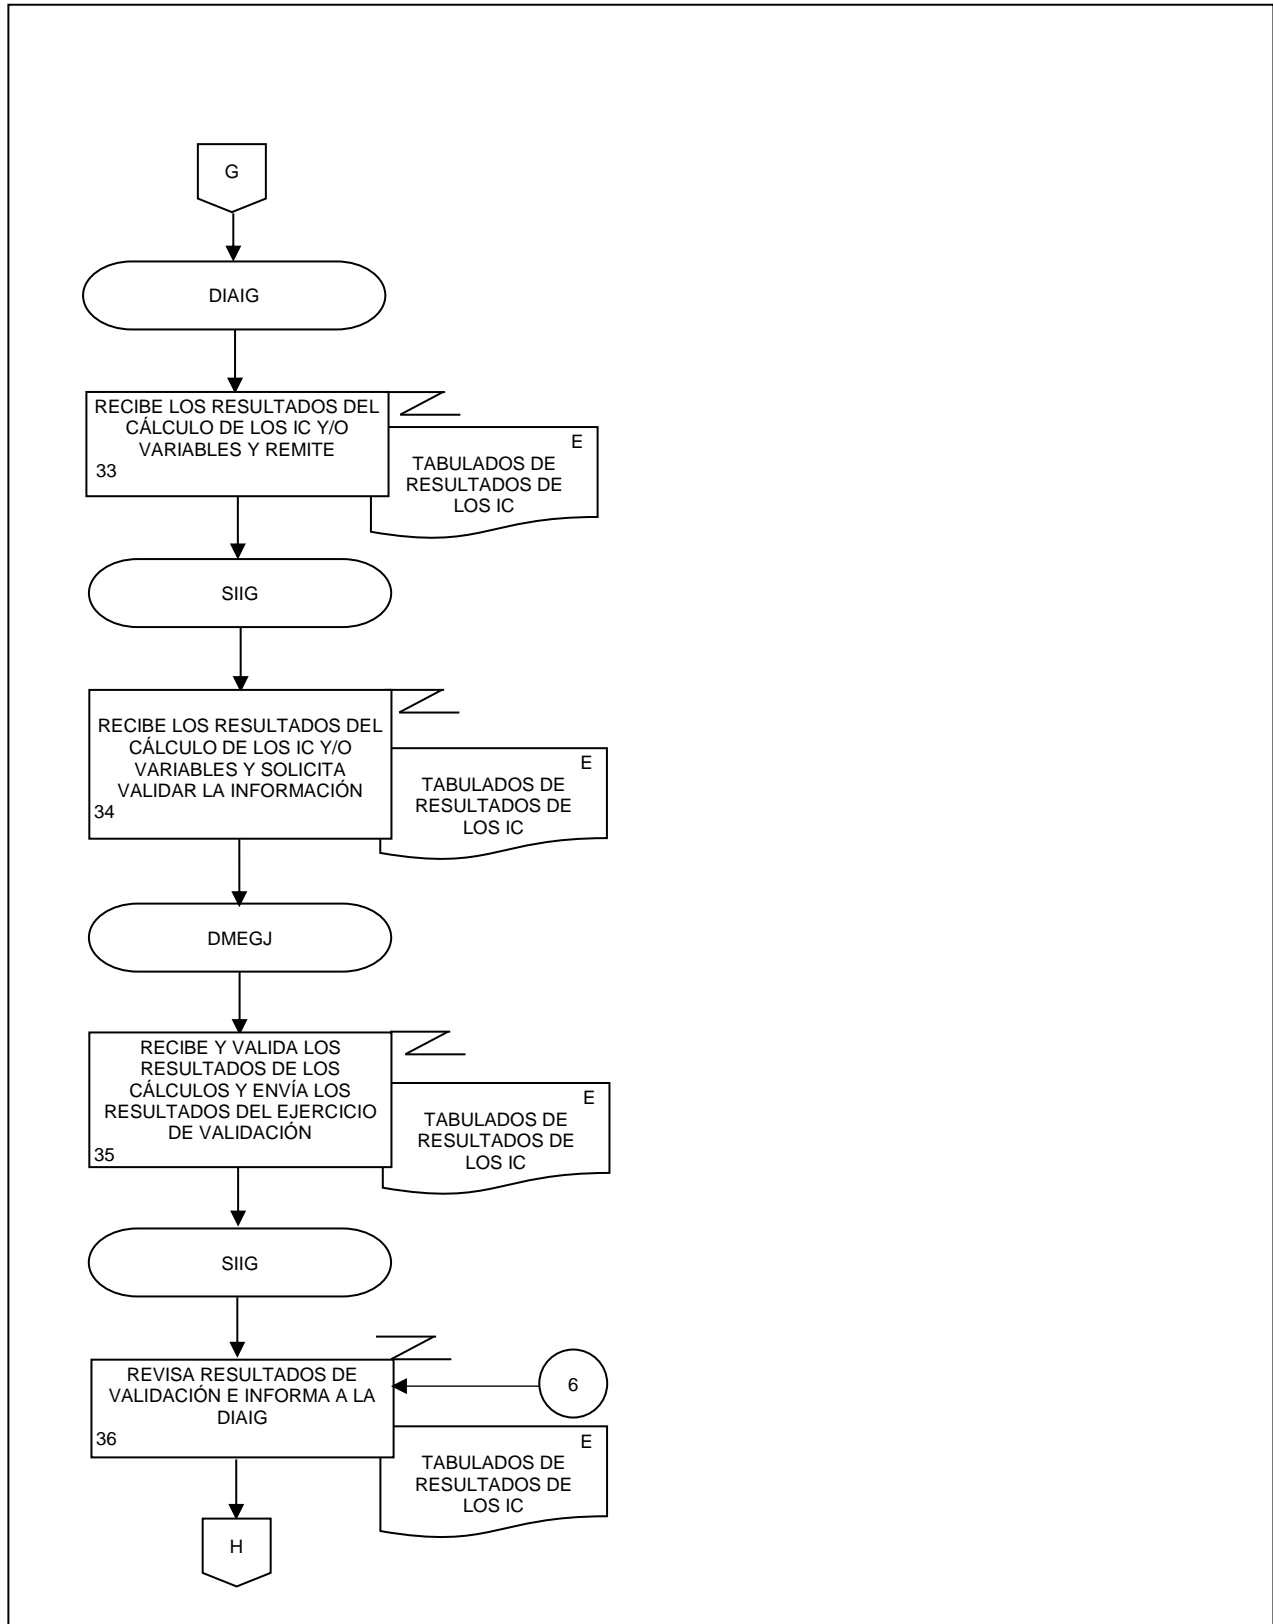 G
DIAIG
RECIBE LOS RESULTADOS DEL
CÁLCULO DE LOS IC Y/O
VARIABLES Y REMITE
33
E
TABULADOS DE
RESULTADOS DE
LOS IC
SIIG
RECIBE LOS RESULTADOS DEL
CÁLCULO DE LOS IC Y/O
VARIABLES Y SOLICITA
VALIDAR LA INFORMACIÓN
34
E
TABULADOS DE
RESULTADOS DE
LOS IC
DMEGJ
RECIBE Y VALIDA LOS
RESULTADOS DE LOS
CÁLCULOS Y ENVÍA LOS
RESULTADOS DEL EJERCICIO
DE VALIDACIÓN
35
E
TABULADOS DE
RESULTADOS DE
LOS IC
SIIG
REVISA RESULTADOS DE
VALIDACIÓN E INFORMA A LA
DIAIG
36
6
E
TABULADOS DE
RESULTADOS DE
LOS IC
H